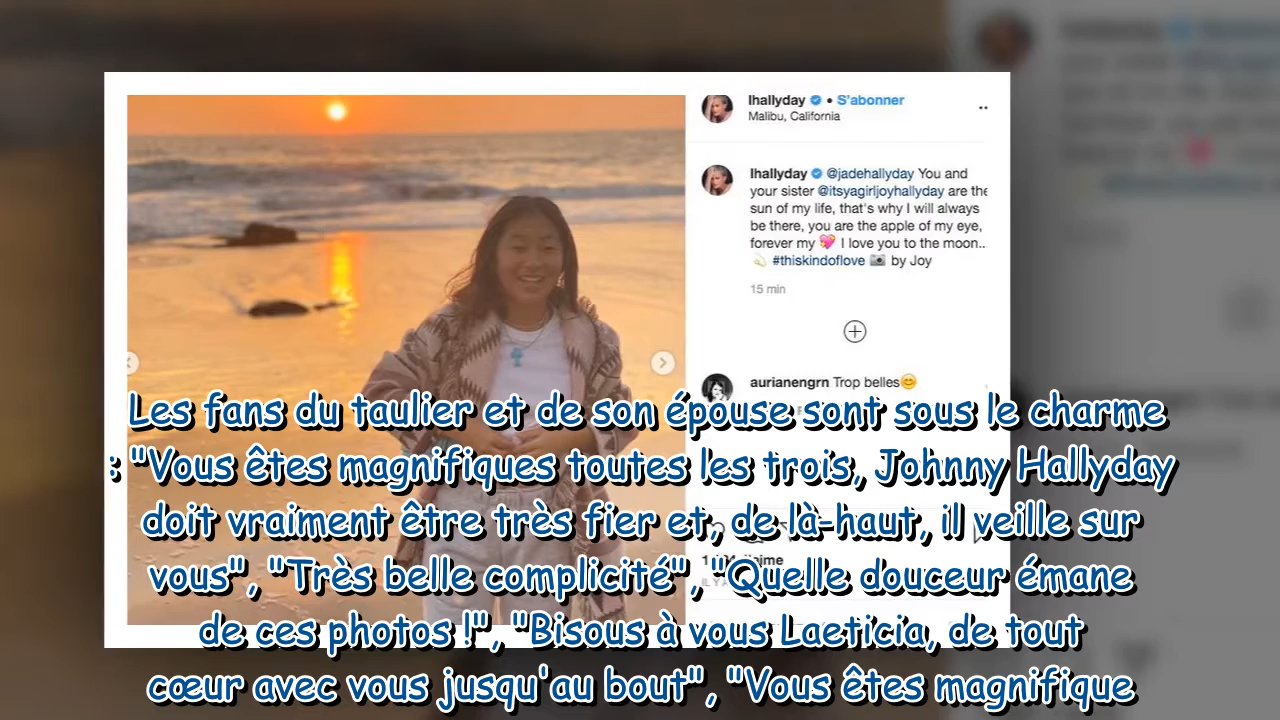 lhallyday • S'abonner
Malibu, California
lhallyday @jadehallyday You and
your sister @itsyagirljoyhallyday are the
sun of my life, that's why I will always
be there, you are the apple of my eye,
forever my 💖 I love you to the moon..
💫 #thiskindoflove 📷 by Joy
15 min
aurianengrn Trop belles😊
Les fans du taulier et de son épouse sont sous le charme
: "Vous êtes magnifiques toutes les trois, Johnny Hallyday
doit vraiment être très fier et, de là-haut, il veille sur
vous", "Très belle complicité", "Quelle douceur émane
de ces photos !", "Bisous à vous Laeticia, de tout
cœur avec vous jusqu'au bout", "Vous êtes magnifique